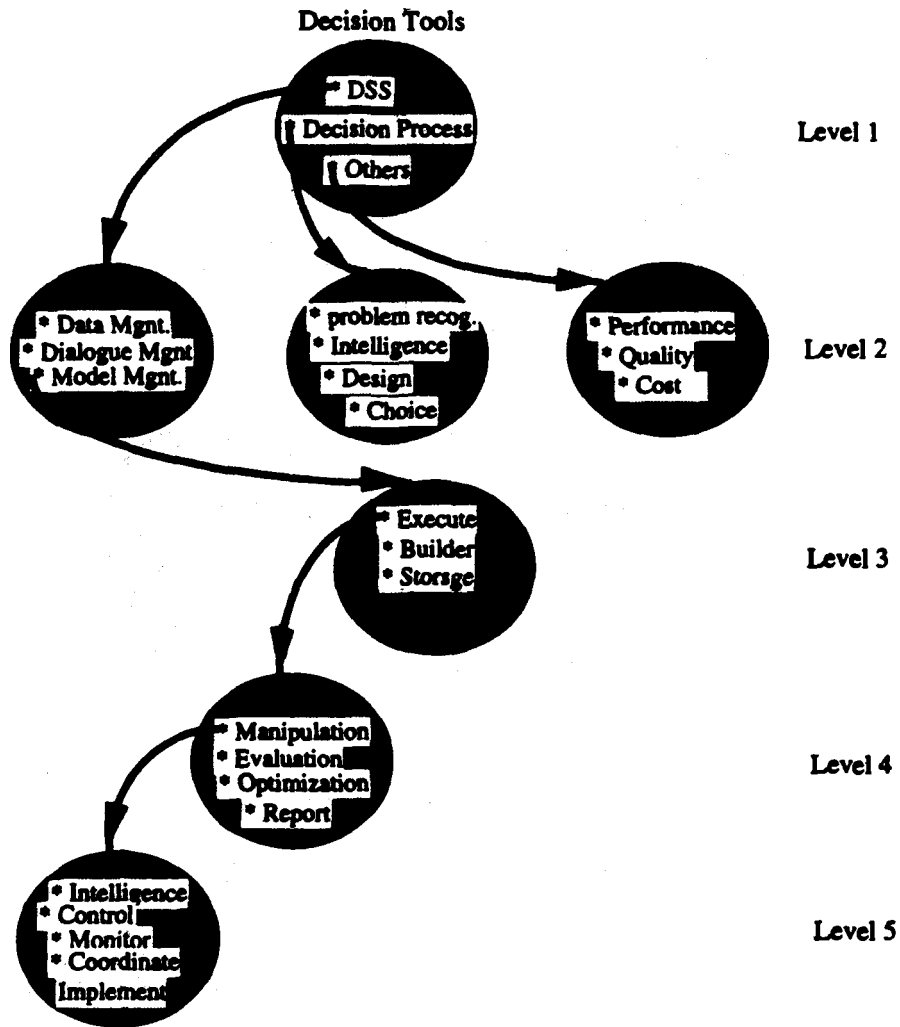 Decision Tools
* DSS
* Decision Process
* Others
Level 1
* Data Mgnt.
* Dialogue Mgnt
* Model Mgnt.
* problem recog.
* Intelligence
* Design
* Choice
* Performance
* Quality
* Cost
Level 2
* Execute
* Builder
* Storsge
Level 3
* Manipulation
* Evaluation
* Optimization
* Report
Level 4
* Intelligence
* Control
* Monitor
* Coordinate
Implement
Level 5